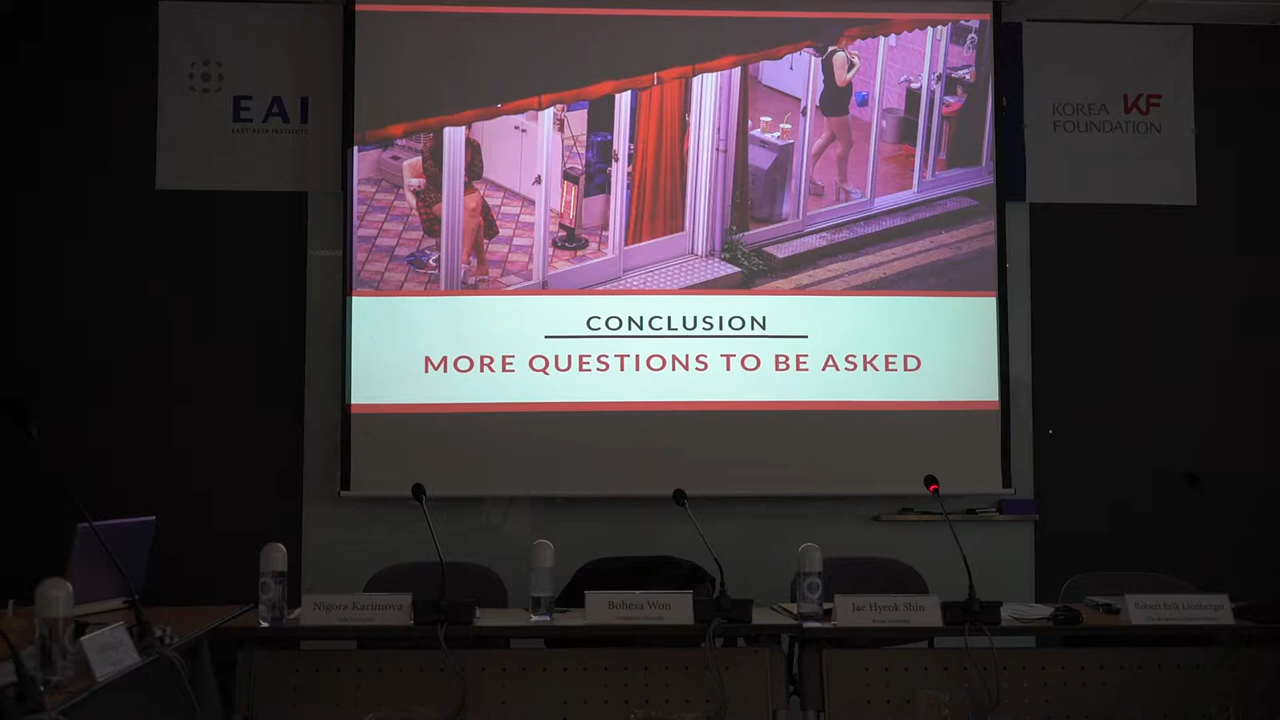 EAI
EAST ASIA INSTITUTE
KOREA KF
FOUNDATION
CONCLUSION
MORE QUESTIONS TO BE ASKED
Nigora Karimova
Bohesa Won
Jae Hyeok Shin
Robert Erik